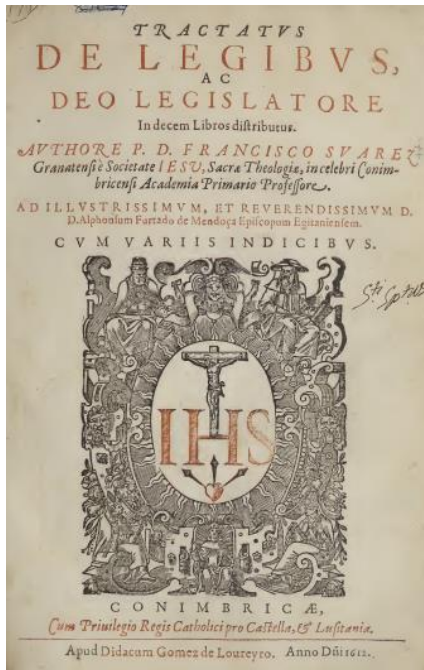 TRACTATVS
DE LEGIBVS,
AC
DEO LEGISLATORE
In decem Libros distributus.
AVTHORE P. D. FRANCISCO SVAREZ
Granatensi è Societate IESV, Sacræ Theologiæ, in celebri Conim-
bricensi Academia Primario Professore.
AD ILLVSTRISSIMVM, ET REVERENDISSIMVM D.
D. Alphonsum Furtado de Mendoça Episcopum Egitaniensem.
CVM VARIIS INDICIBVS.
IHS
CONIMBRICÆ,
Cum Priuilegio Regis Catholici pro Castella, & Lusitania.
Apud Didacum Gomez de Loureyro. Anno Dñi 1612.